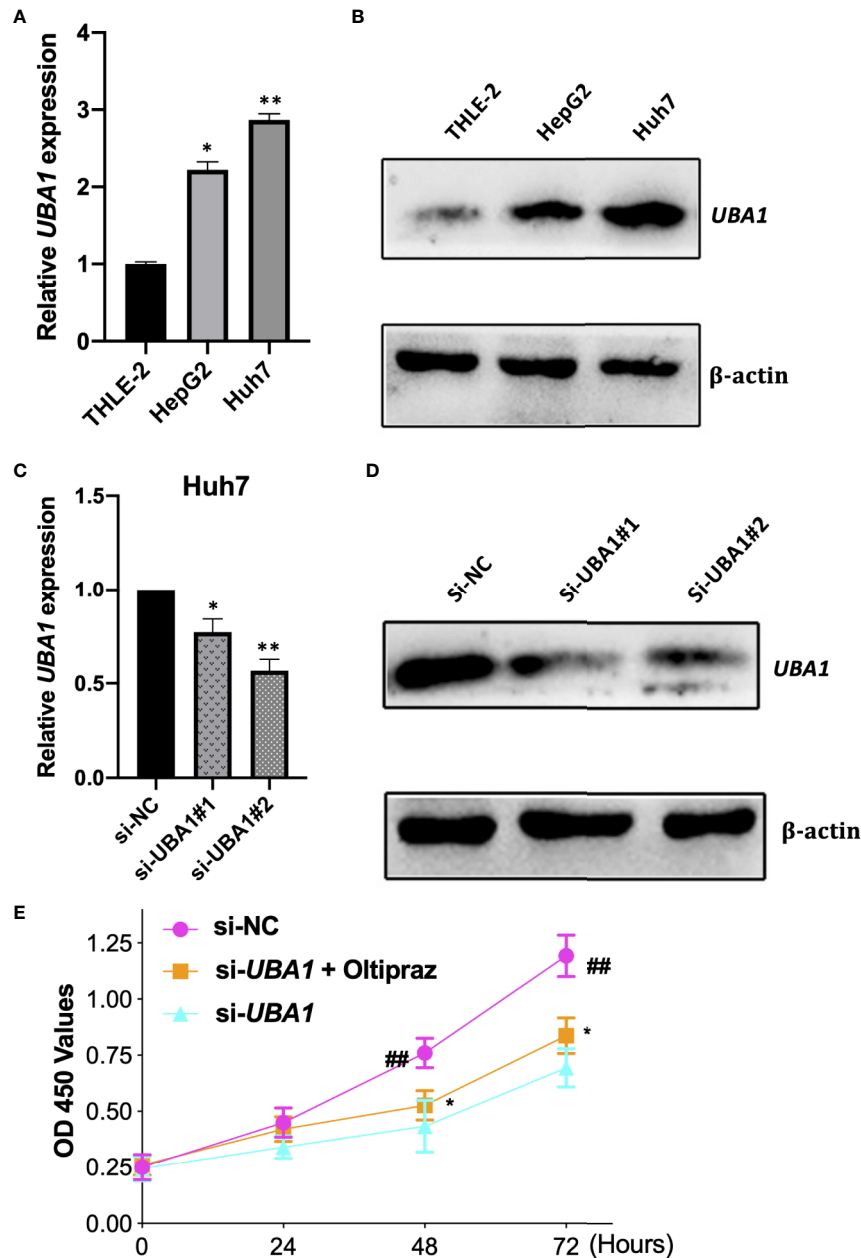 A
Relative UBA1 expression
4
3
2
1
0
*
**
THLE-2
HepG2
Huh7
B
THLE-2
HepG2
Huh7
UBA1
β-actin
C
Huh7
Relative UBA1 expression
1.5
1.0
0.5
0.0
*
**
si-NC
si-UBA1#1
si-UBA1#2
D
Si-NC
Si-UBA1#1
Si-UBA1#2
UBA1
β-actin
E
si-NC
si-UBA1 + Oltipraz
si-UBA1
OD 450 Values
1.25
1.00
0.75
0.50
0.25
0.00
##
*
##
*
0
24
48
72 (Hours)